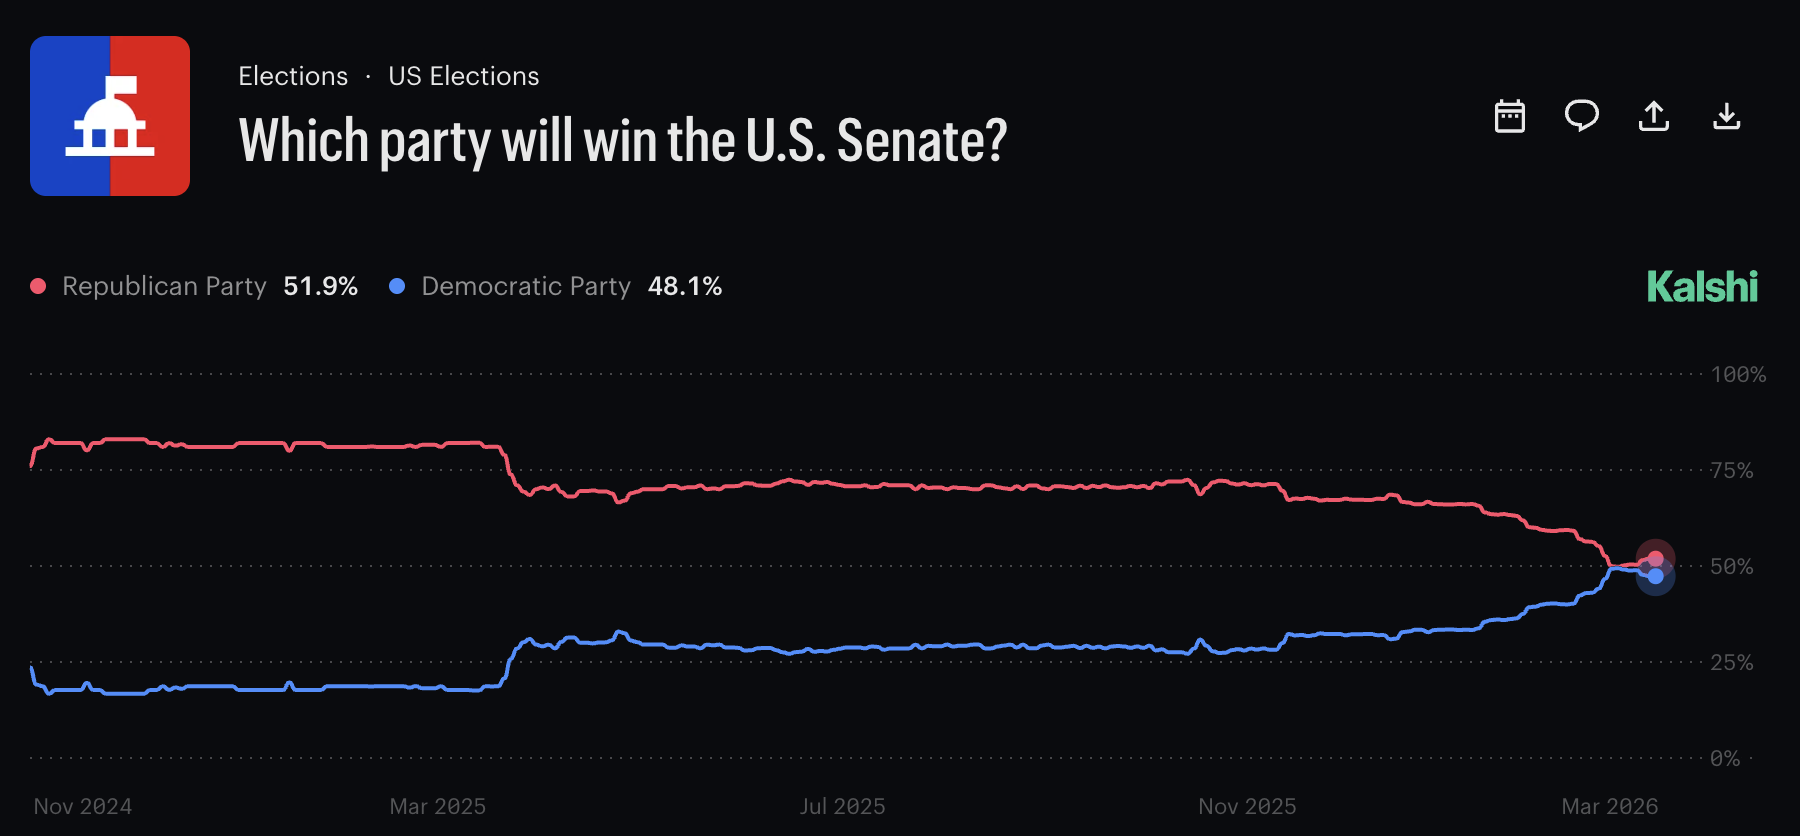 Elections · US Elections
Which party will win the U.S. Senate?
Republican Party 51.9% Democratic Party 48.1%
Kalshi
100%
75%
50%
25%
0%
Nov 2024 Mar 2025 Jul 2025 Nov 2025 Mar 2026